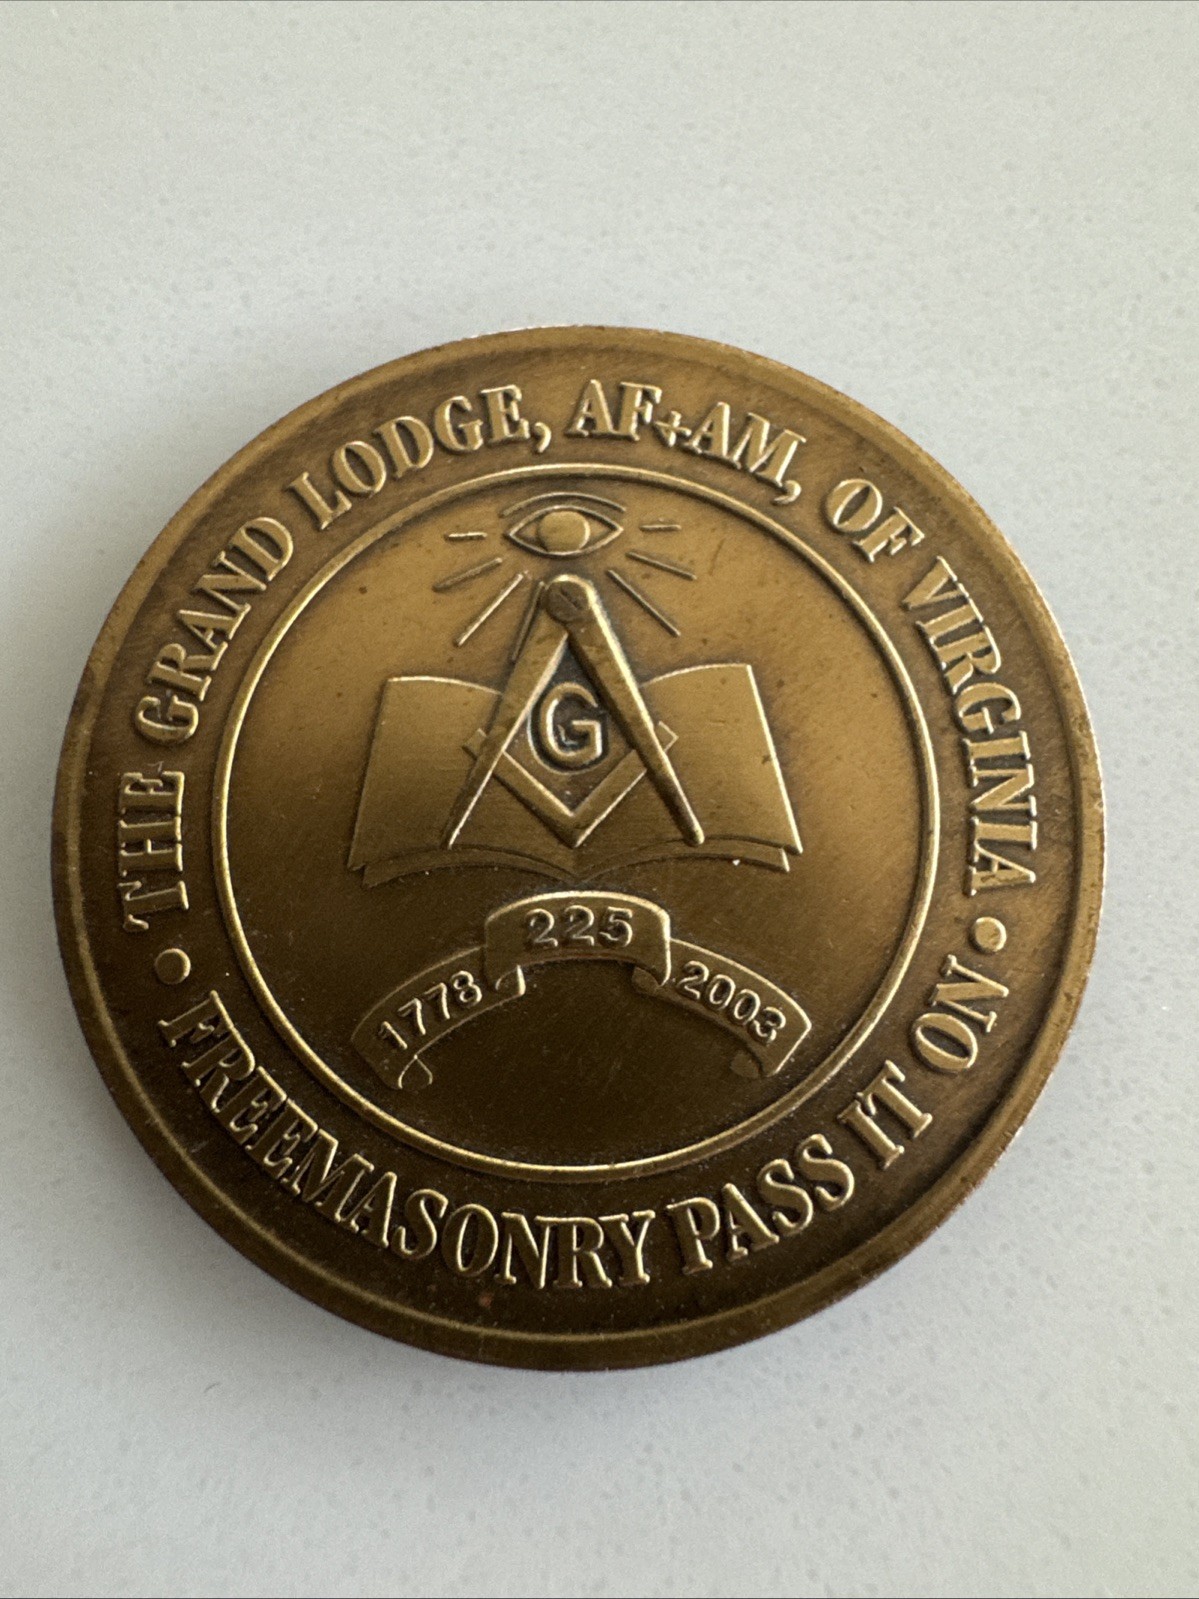 THE GRAND LODGE, AF+AM, OF VIRGINIA
G
225
1778 2003
• FREEMASONRY PASS IT ON •